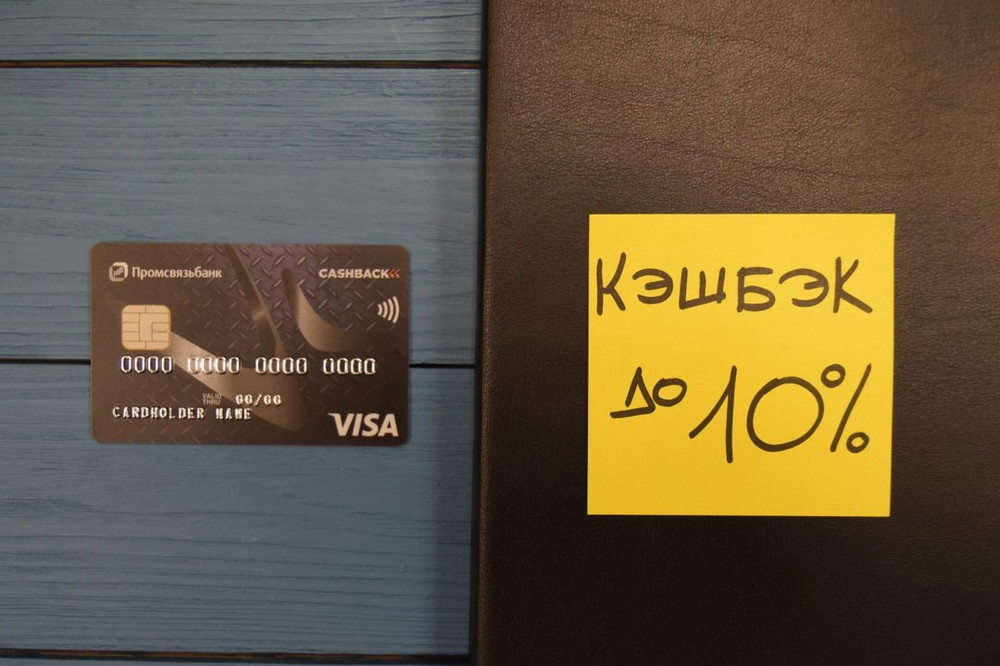 Промсвязьбанк CASHBACK
0000 0000 0000 0000
VALID THRU 00/00
CARDHOLDER NAME
VISA
КЭШБЭК
до 10%